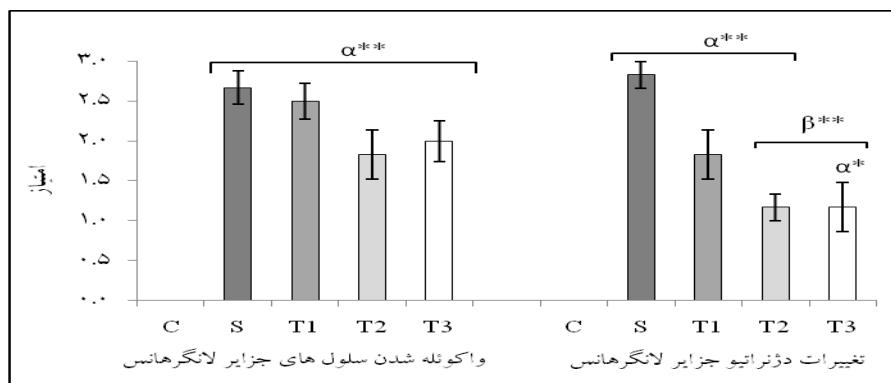 α** α**
۳.۰
۲.۵
۲.۰ β**
۱.۵ α*
۱.۰
۰.۵
۰.۰
امتیاز
C S T1 T2 T3 C S T1 T2 T3
واکوئله شدن سلول های جزایر لانگرهانس
تغییرات دژنراتیو جزایر لانگرهانس